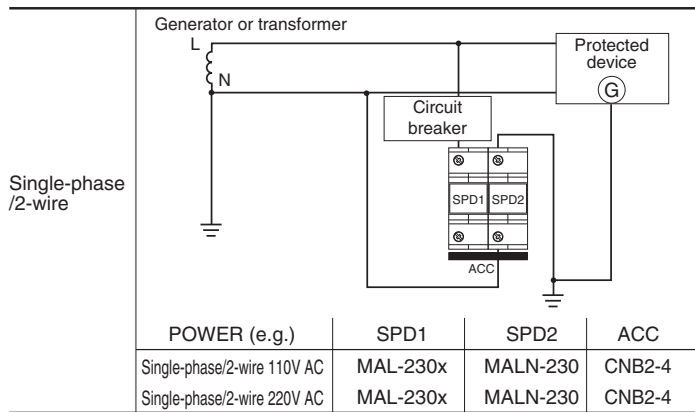 Generator or transformer
L
N
Protected
device
G
Circuit
breaker
Single-phase
/2-wire
SPD1 SPD2
ACC
POWER (e.g.) SPD1 SPD2 ACC
Single-phase/2-wire 110V AC MAL-230x MALN-230 CNB2-4
Single-phase/2-wire 220V AC MAL-230x MALN-230 CNB2-4